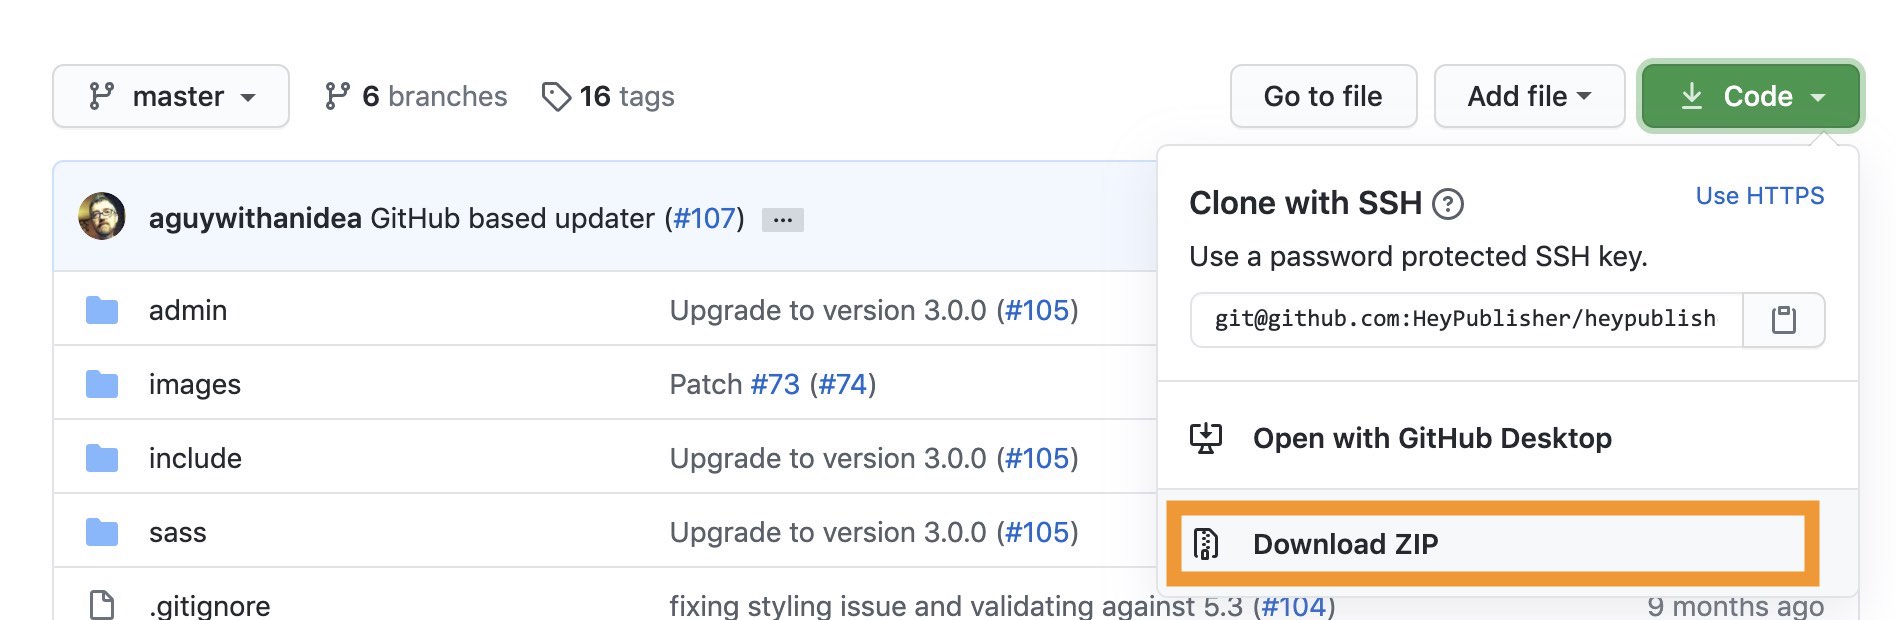 master 6 branches 16 tags Go to file Add file Code
aguywithanidea GitHub based updater (#107) ...
Clone with SSH ? Use HTTPS
Use a password protected SSH key.
git@github.com:HeyPublisher/heypublish
Open with GitHub Desktop
Download ZIP
admin Upgrade to version 3.0.0 (#105)
images Patch #73 (#74)
include Upgrade to version 3.0.0 (#105)
sass Upgrade to version 3.0.0 (#105)
.gitignore fixing styling issue and validating against 5.3 (#104) 9 months ago